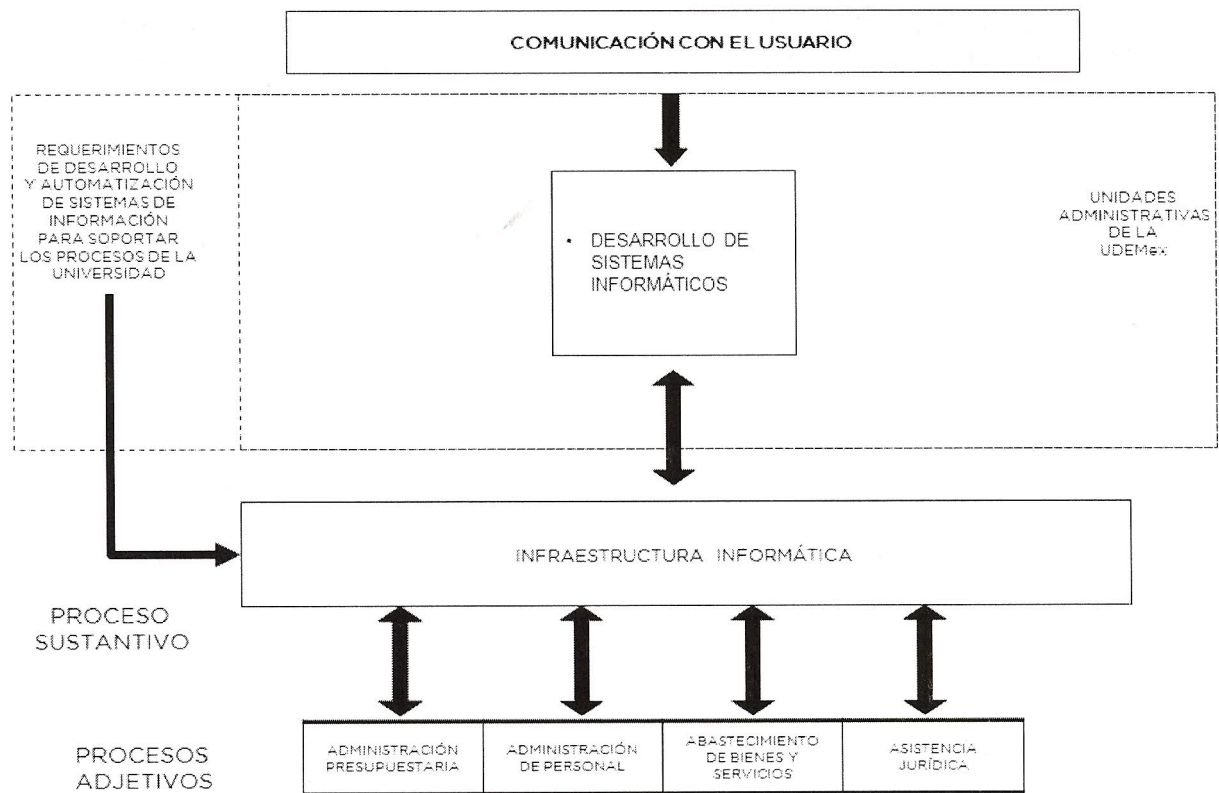 COMUNICACIÓN CON EL USUARIO
REQUERIMIENTOS
DE DESARROLLO
Y AUTOMATIZACIÓN
DE SISTEMAS DE
INFORMACIÓN
PARA SOPORTAR
LOS PROCESOS DE LA
UNIVERSIDAD
• DESARROLLO DE
SISTEMAS
INFORMÁTICOS
UNIDADES
ADMINISTRATIVAS
DE LA
UDEMex
INFRAESTRUCTURA INFORMÁTICA
PROCESO
SUSTANTIVO
PROCESOS
ADJETIVOS
ADMINISTRACIÓN
PRESUPUESTARIA
ADMINISTRACIÓN
DE PERSONAL
ABASTECIMIENTO
DE BIENES Y
SERVICIOS
ASISTENCIA
JURÍDICA